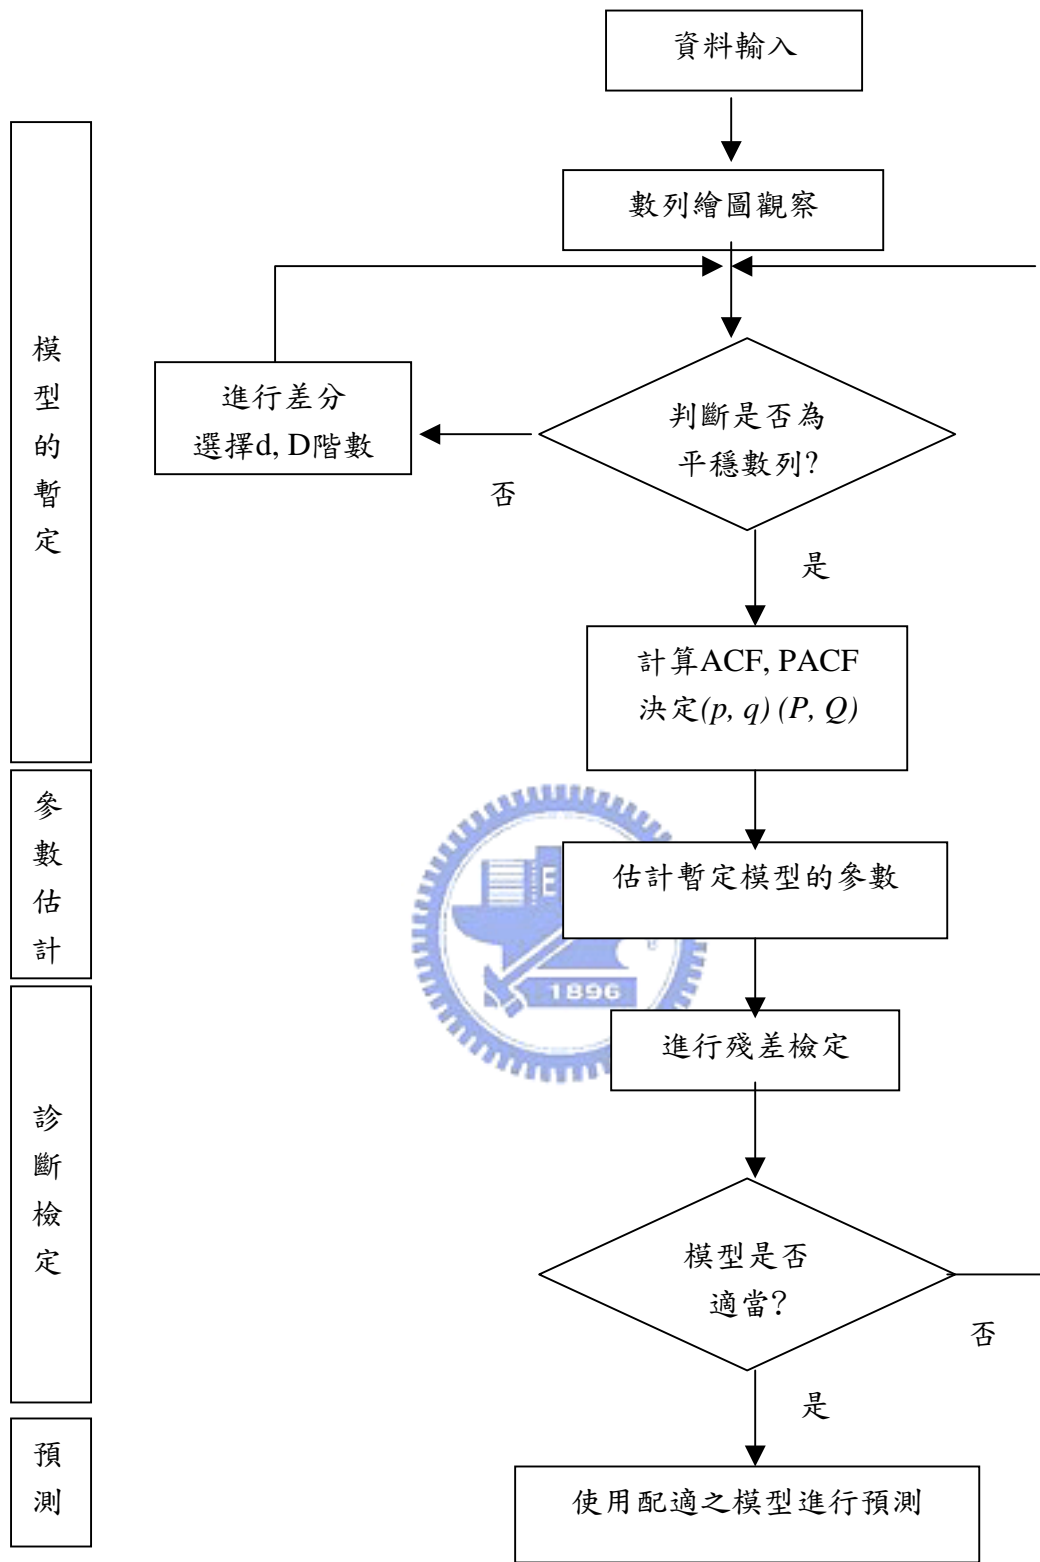 資料輸入
數列繪圖觀察
進行差分
選擇d, D階數
否
判斷是否為
平穩數列?
是
計算ACF, PACF
決定(p, q) (P, Q)
估計暫定模型的參數
進行殘差檢定
模型是否
適當?
否
是
使用配適之模型進行預測
模型的暫定
參數估計
診斷檢定
預測
E
1896